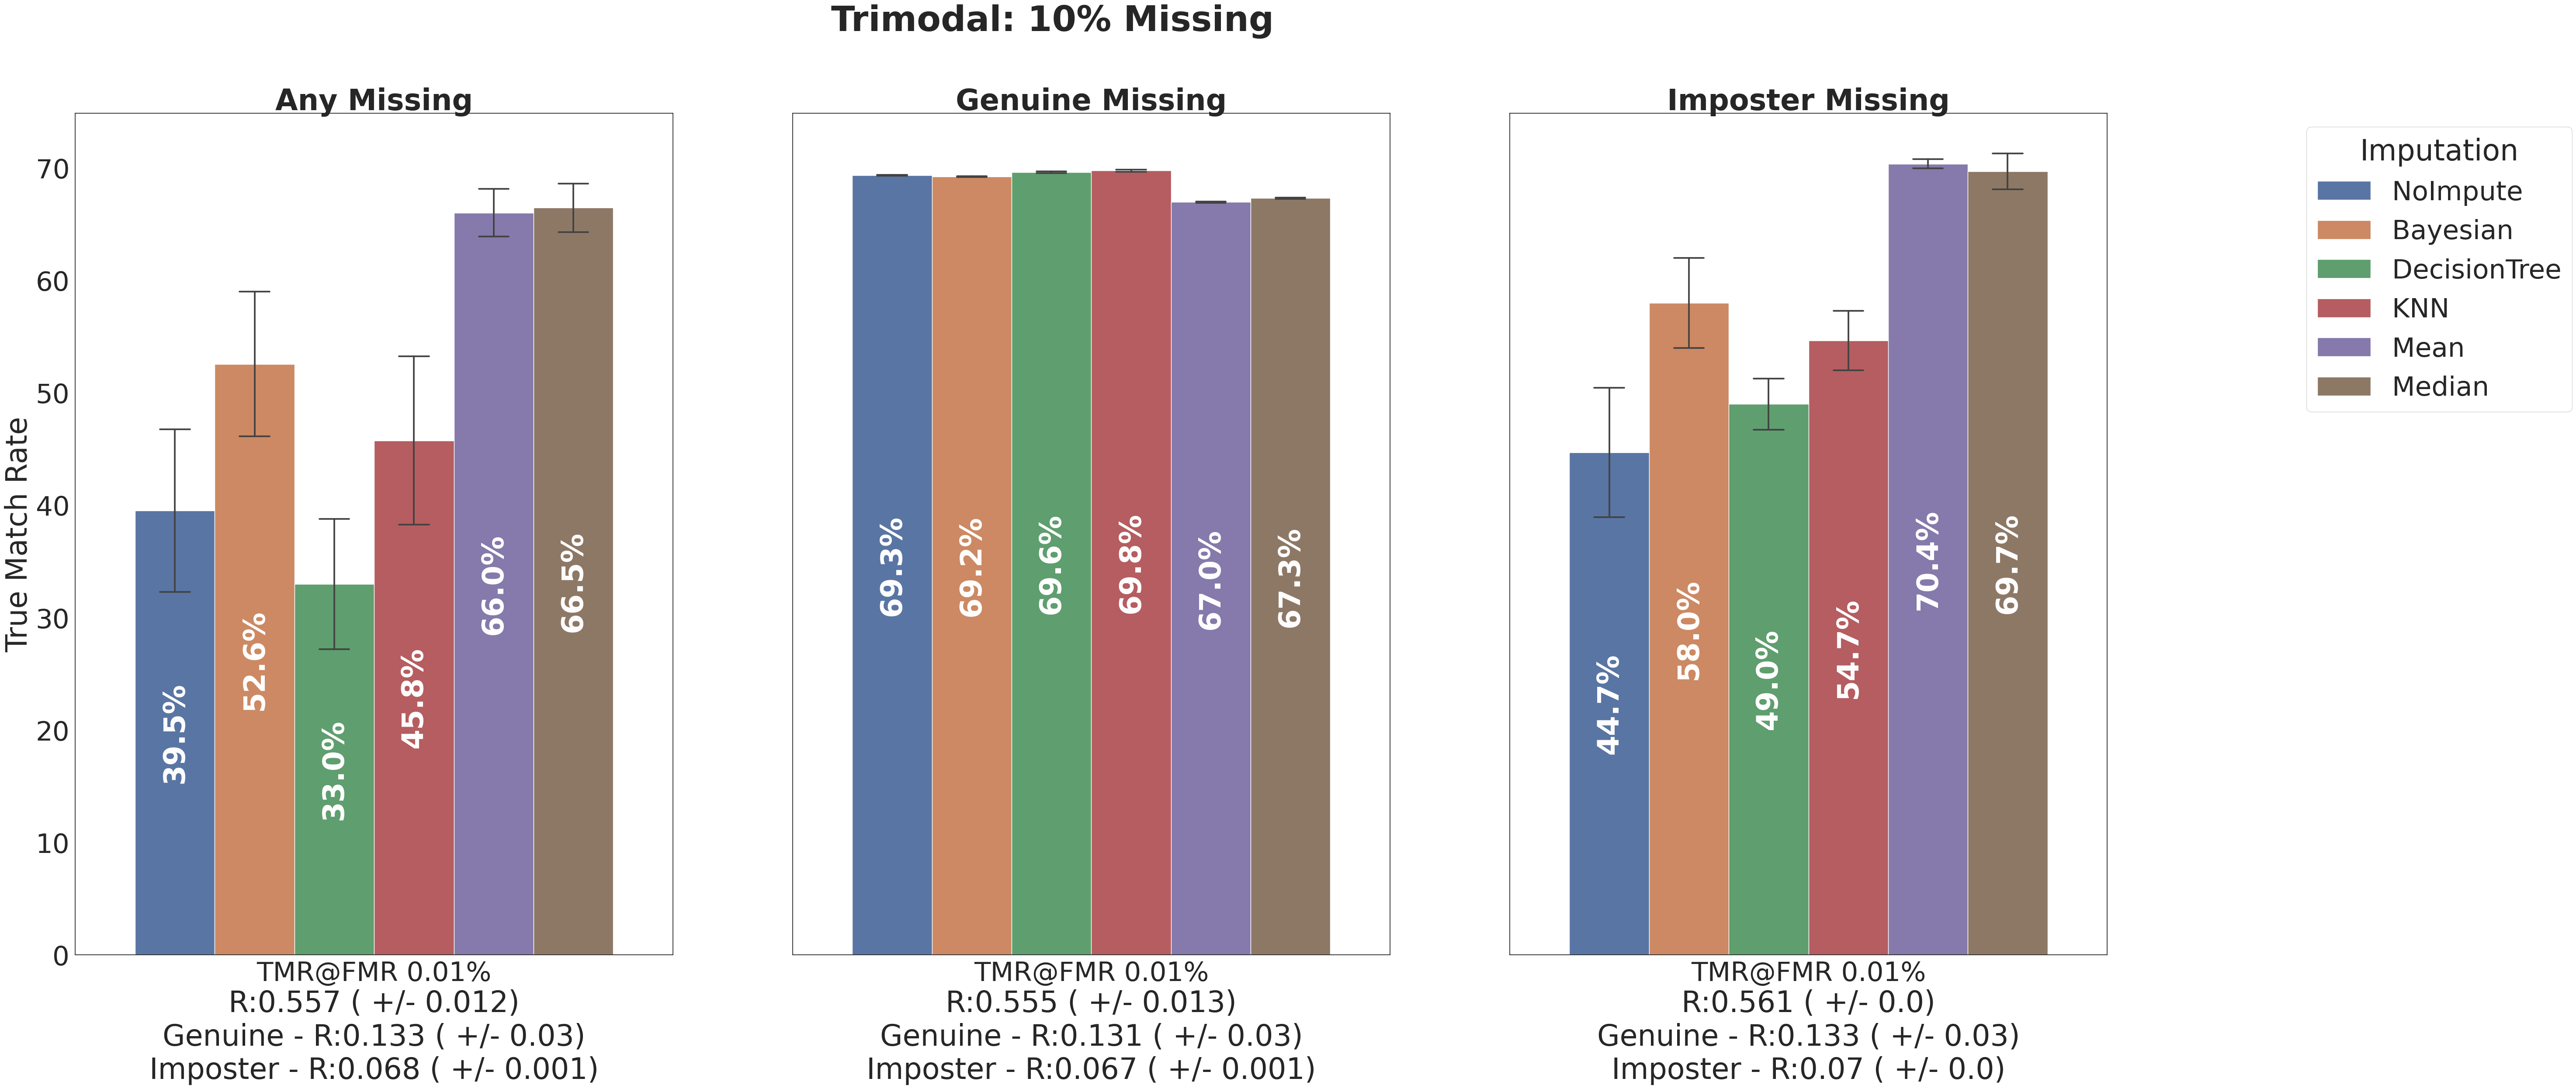 Trimodal: 10% Missing
Any Missing
True Match Rate
70
60
50
40
30
20
10
0
39.5%
52.6%
33.0%
45.8%
66.0%
66.5%
TMR@FMR 0.01%
R:0.557 ( +/- 0.012)
Genuine - R:0.133 ( +/- 0.03)
Imposter - R:0.068 ( +/- 0.001)
Genuine Missing
69.3%
69.2%
69.6%
69.8%
67.0%
67.3%
TMR@FMR 0.01%
R:0.555 ( +/- 0.013)
Genuine - R:0.131 ( +/- 0.03)
Imposter - R:0.067 ( +/- 0.001)
Imposter Missing
44.7%
58.0%
49.0%
54.7%
70.4%
69.7%
TMR@FMR 0.01%
R:0.561 ( +/- 0.0)
Genuine - R:0.133 ( +/- 0.03)
Imposter - R:0.07 ( +/- 0.0)
Imputation
NoImpute
Bayesian
DecisionTree
KNN
Mean
Median